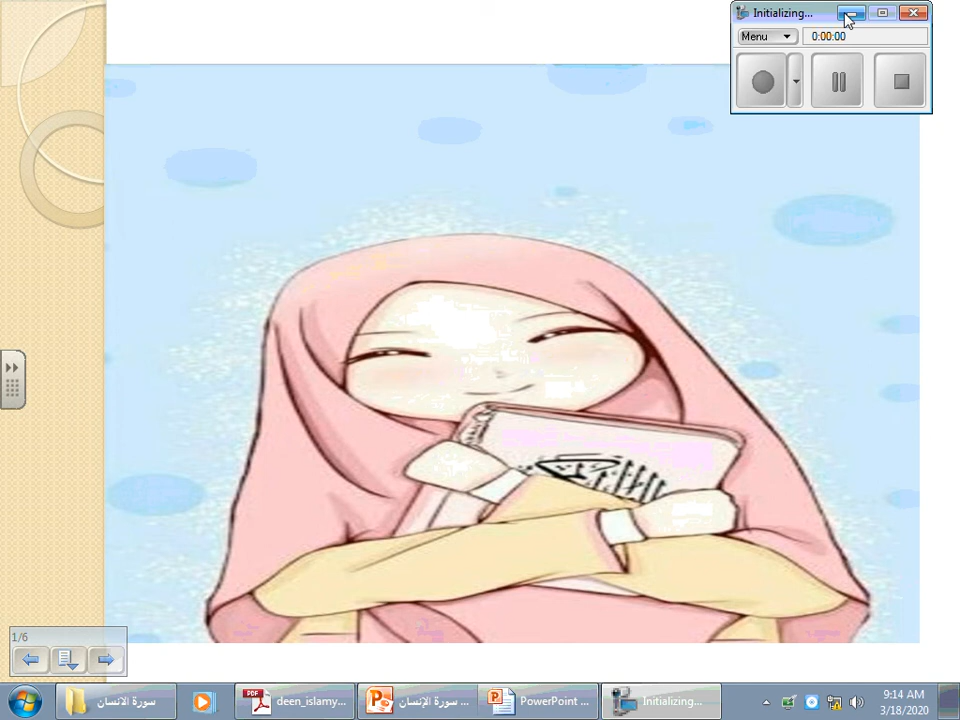 Initializing...
Menu
0:00:00
1/6
سورة الانسان
deen_islamy...
سورة الإنسان ...
PowerPoint ...
Initializing...
9:14 AM
3/18/2020